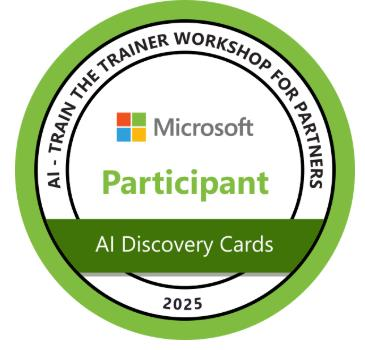 AI - TRAIN THE TRAINER WORKSHOP FOR PARTNERS
Microsoft
Participant
AI Discovery Cards
2025